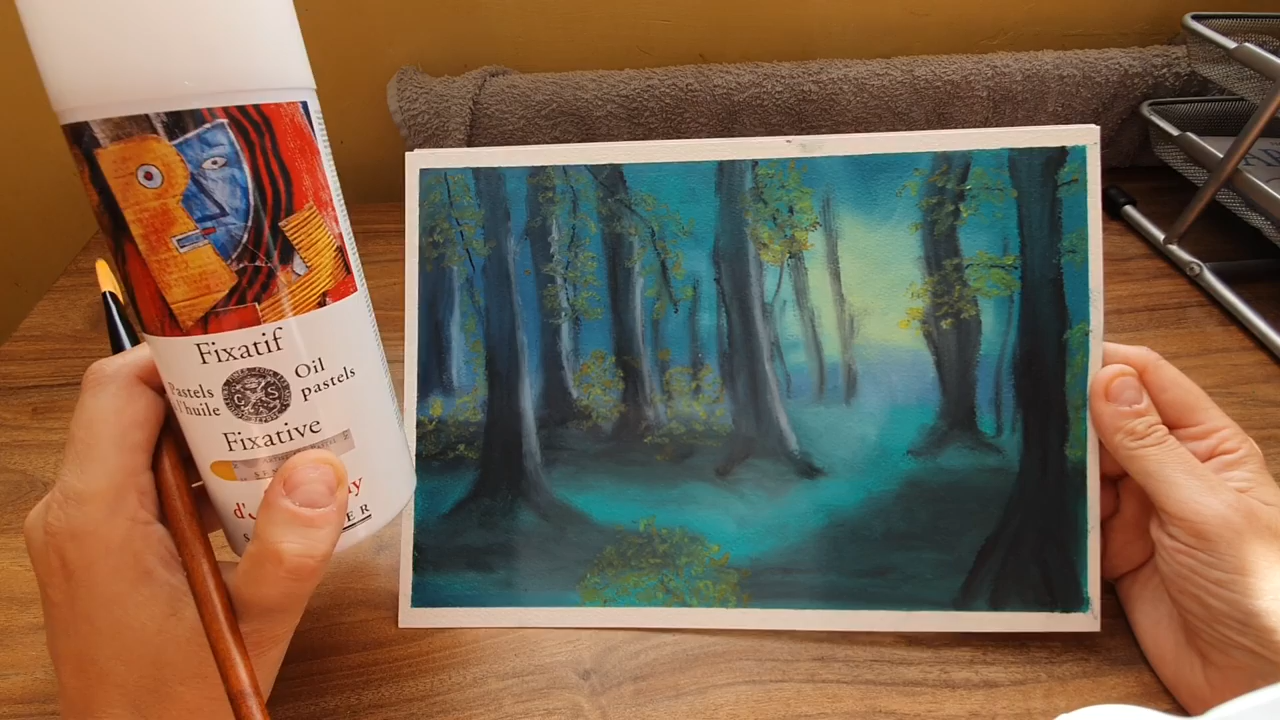 Fixatif
Pastels
à l'huile
Oil
pastels
Fixative